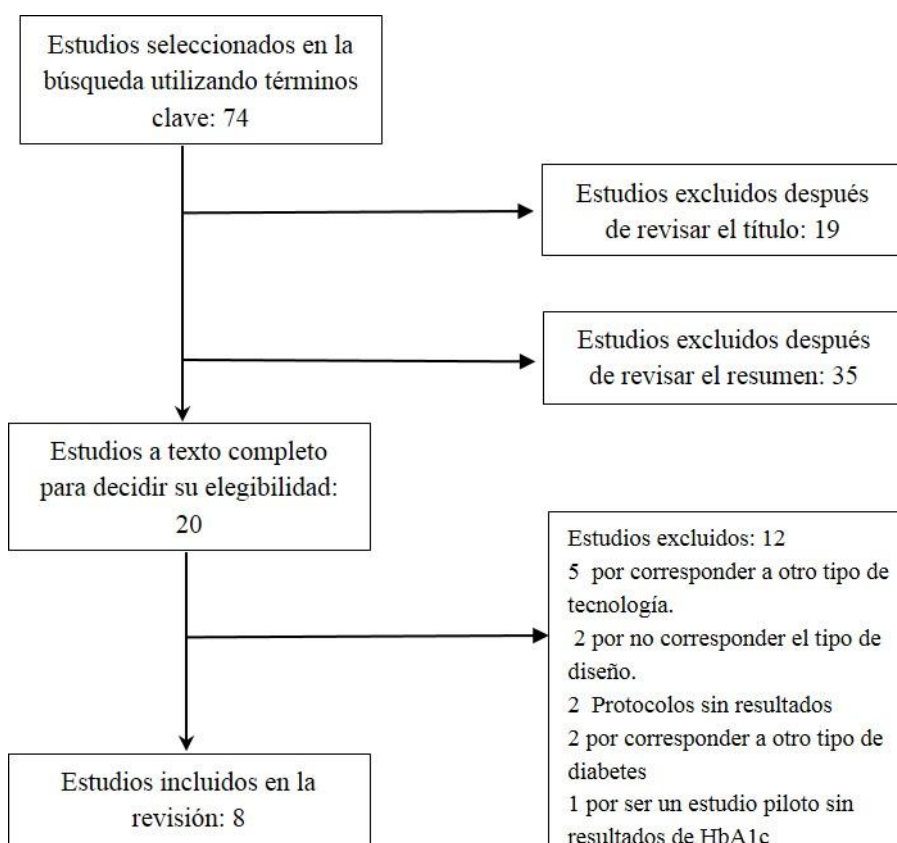 Estudios seleccionados en la
búsqueda utilizando términos
clave: 74
Estudios excluidos después
de revisar el título: 19
Estudios excluidos después
de revisar el resumen: 35
Estudios a texto completo
para decidir su elegibilidad:
20
Estudios excluidos: 12
5 por corresponder a otro tipo de
tecnología.
2 por no corresponder el tipo de
diseño.
2 Protocolos sin resultados
2 por corresponder a otro tipo de
diabetes
1 por ser un estudio piloto sin
resultados de HbA1c
Estudios incluidos en la
revisión: 8